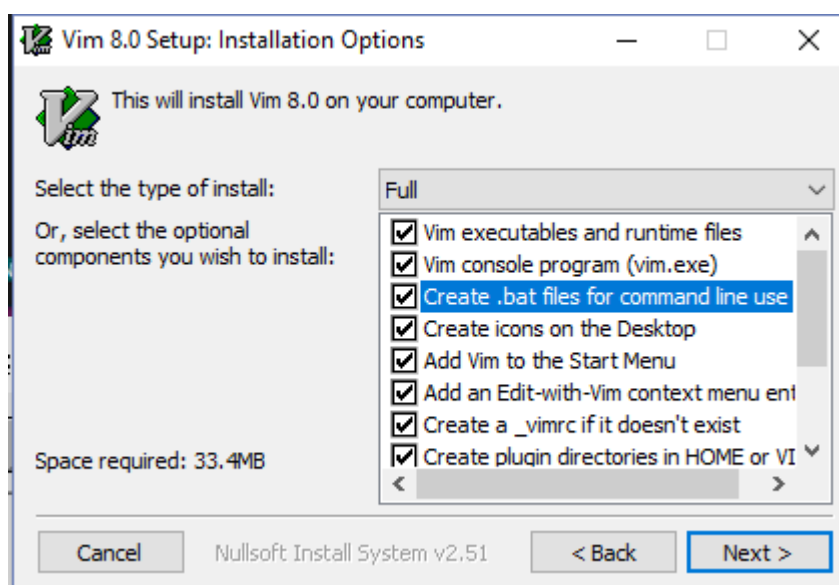 Vim 8.0 Setup: Installation Options
Vim
This will install Vim 8.0 on your computer.
Select the type of install:
Full
Or, select the optional
components you wish to install:
Vim executables and runtime files
Vim console program (vim.exe)
Create .bat files for command line use
Create icons on the Desktop
Add Vim to the Start Menu
Add an Edit-with-Vim context menu ent
Create a _vimrc if it doesn't exist
Create plugin directories in HOME or VI
Space required: 33.4MB
Cancel
Nullsoft Install System v2.51
< Back
Next >